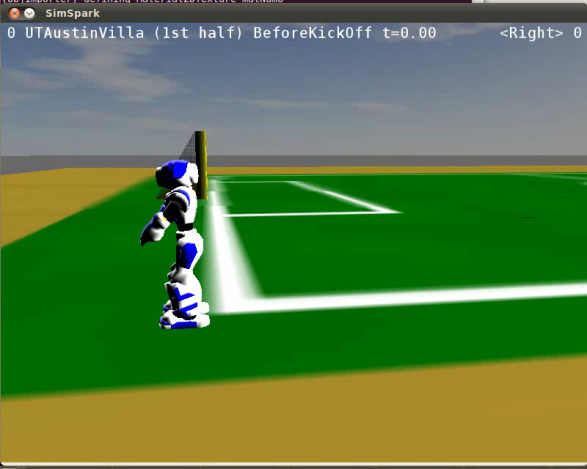 SimSpark
0 UTAustinVilla (1st half) BeforeKickOff t=0.00 <Right> 0